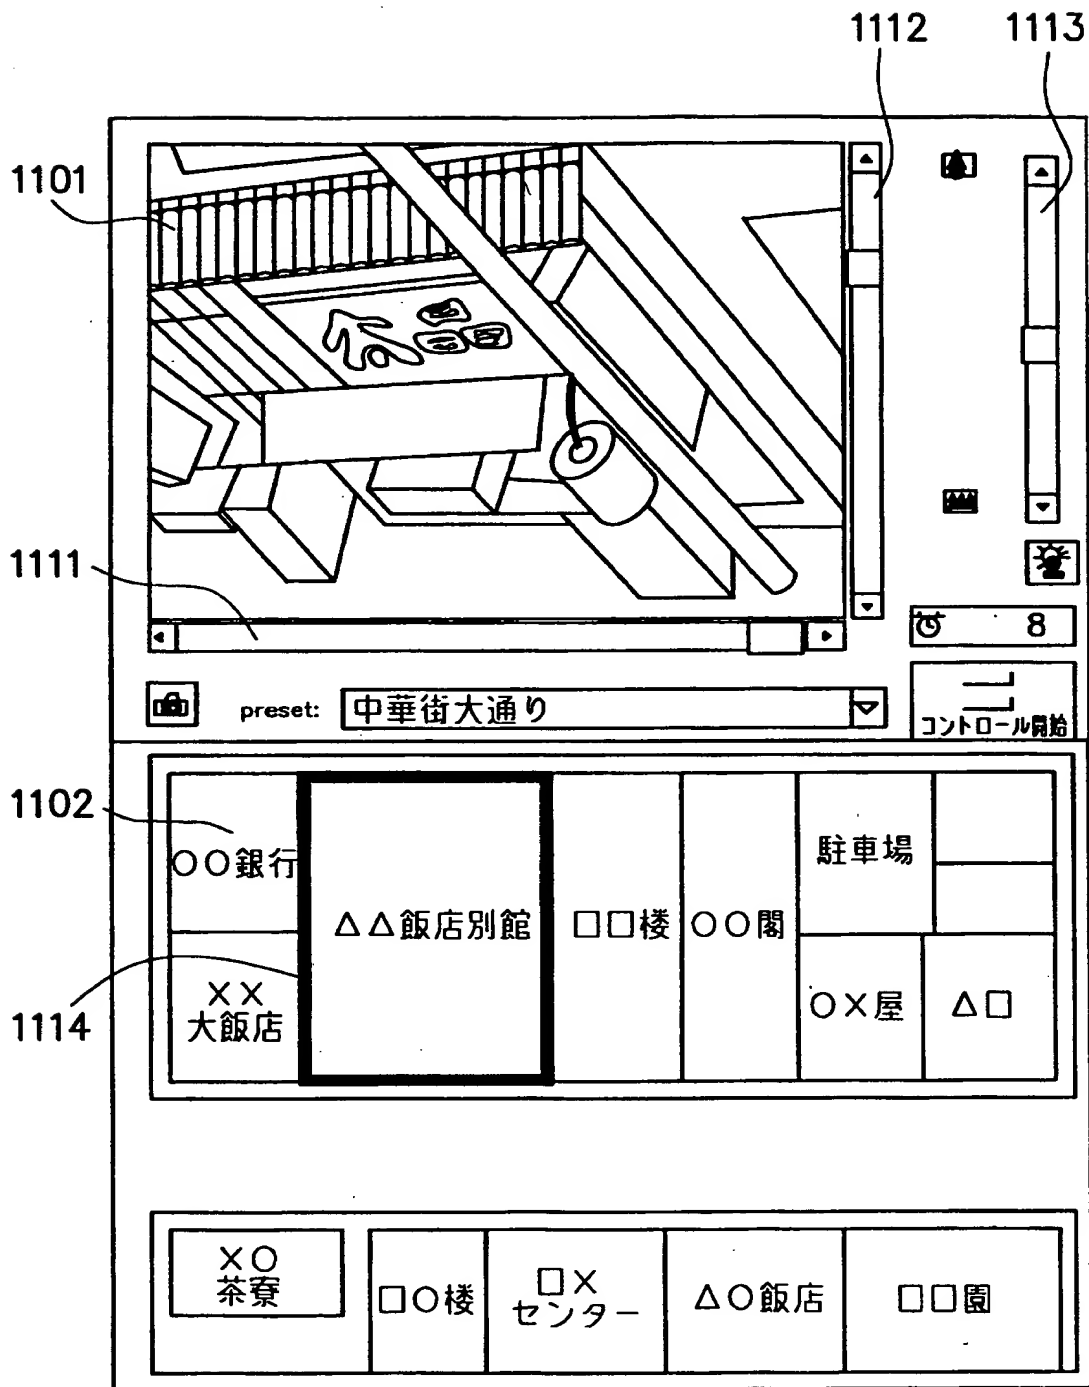 1112
1113
1101
1111
8
preset: 中華街大通り
コントロール開始
1102
○○銀行
△△飯店別館
□□楼
○○閣
駐車場
××
大飯店
○×屋
△□
1114
×○
茶寮
□○楼
□×
センター
△○飯店
□□園